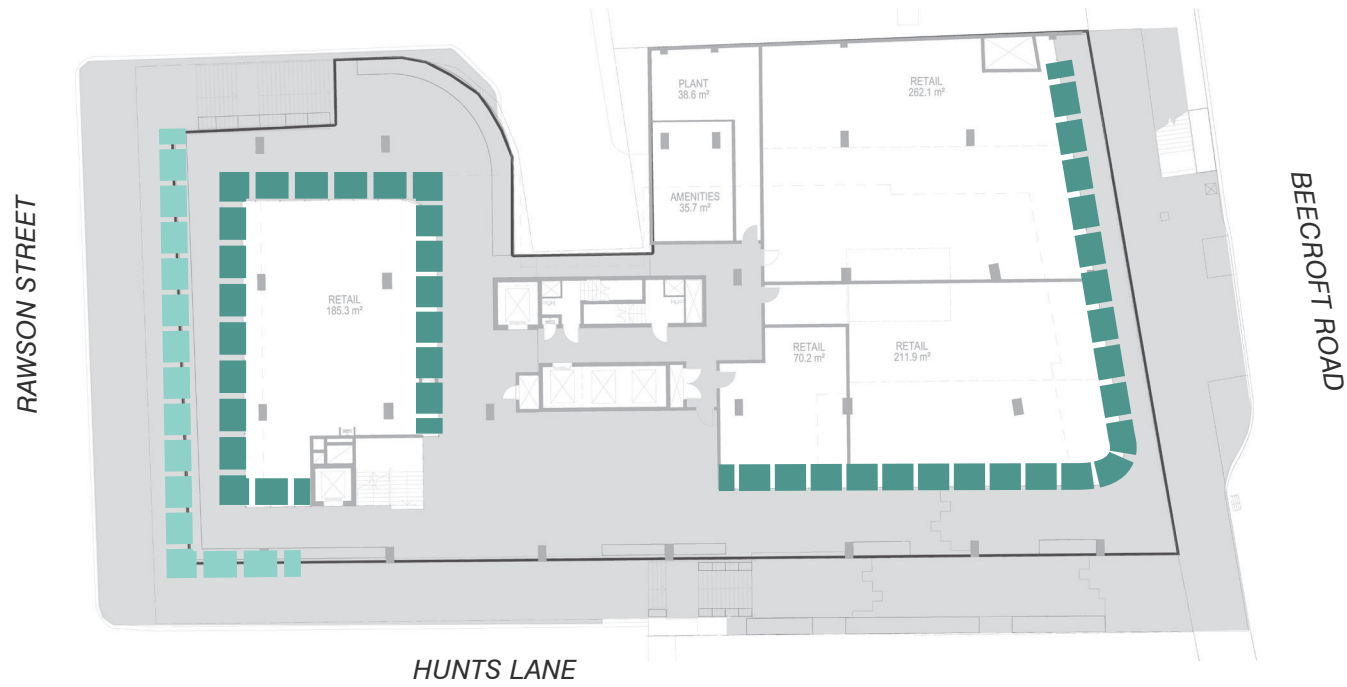 PLANT
38.6 m²
RETAIL
262.1 m²
AMENITIES
35.7 m²
RAWSON STREET
BEECROFT ROAD
RETAIL
185.3 m²
RETAIL
70.2 m²
RETAIL
211.9 m²
HUNTS LANE